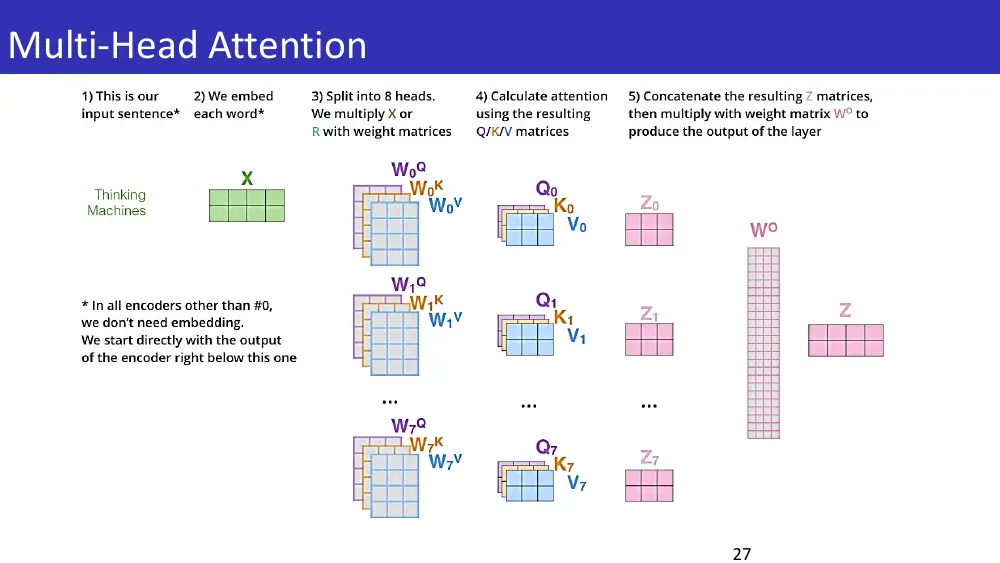 Multi-Head Attention
1) This is our
input sentence*
2) We embed
each word*
3) Split into 8 heads.
We multiply X or
R with weight matrices
4) Calculate attention
using the resulting
Q/K/V matrices
5) Concatenate the resulting Z matrices,
then multiply with weight matrix Wᴼ to
produce the output of the layer
Thinking
Machines
X
W₀Q
W₀K
W₀V
Q₀
K₀
V₀
Z₀
* In all encoders other than #0,
we don't need embedding.
We start directly with the output
of the encoder right below this one
W₁Q
W₁K
W₁V
Q₁
K₁
V₁
Z₁
...
...
...
W₇Q
W₇K
W₇V
Q₇
K₇
V₇
Z₇
Wᴼ
Z
27